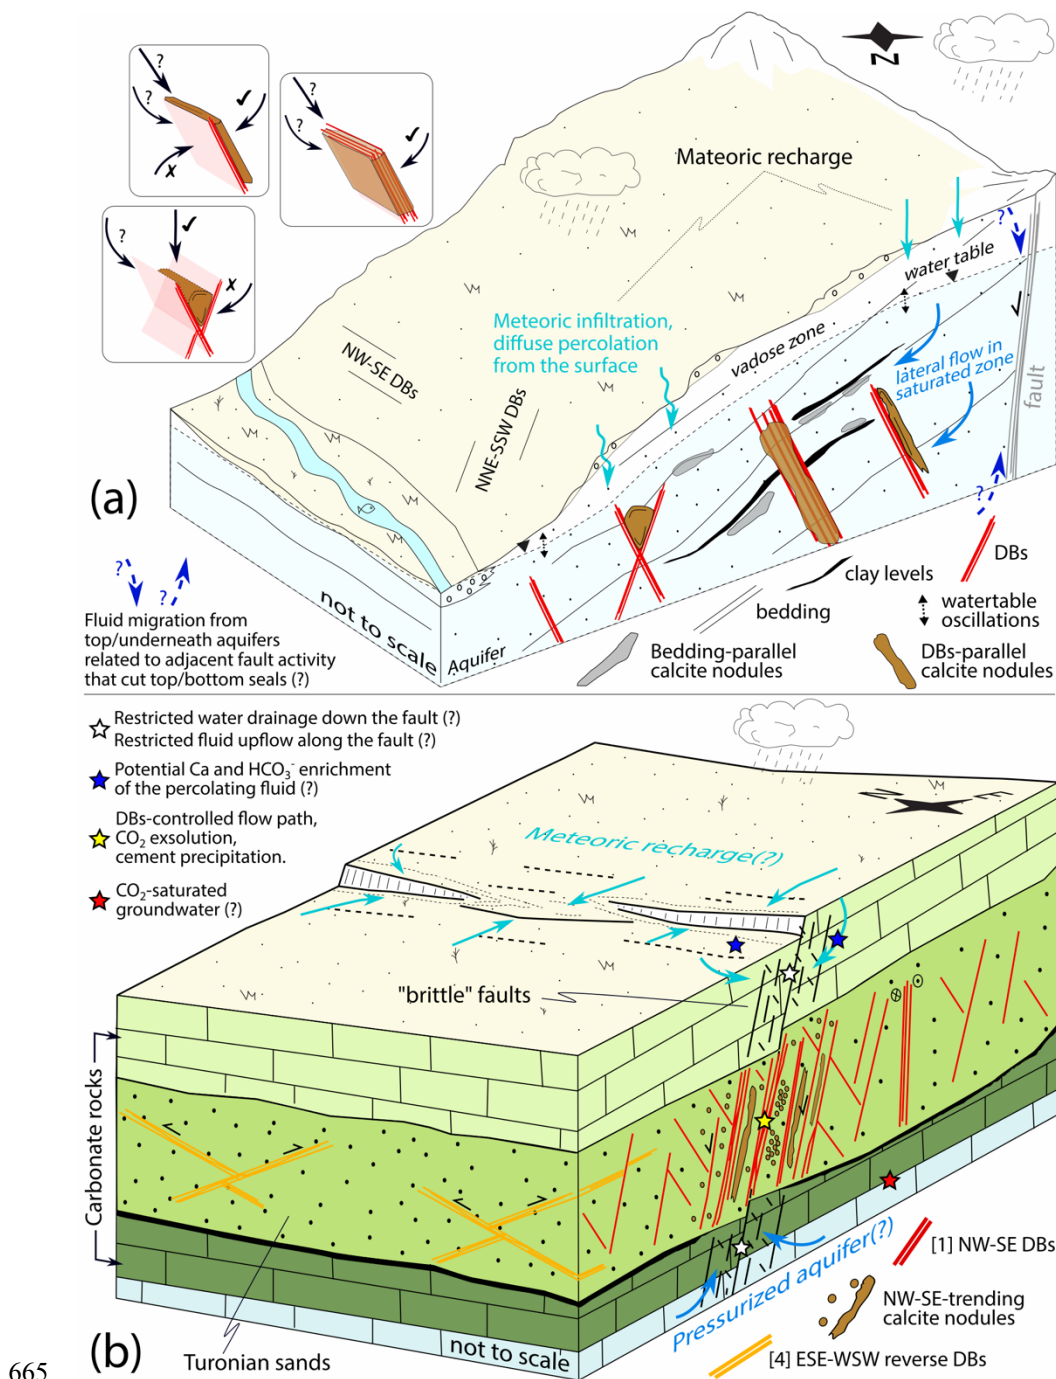 ?
?
✓
✗
?
?
✓
?
✓
✗
N
Mateoric recharge
Meteoric infiltration,
diffuse percolation
from the surface
NW-SE DBs
NNE-SSW DBs
vadose zone
water table
?
lateral flow in
saturated zone
fault
?
(a)
not to scale
Aquifer
?
?
Fluid migration from
top/underneath aquifers
related to adjacent fault activity
that cut top/bottom seals (?)
clay levels
DBs
bedding
watertable
oscillations
Bedding-parallel
calcite nodules
DBs-parallel
calcite nodules
Restricted water drainage down the fault (?)
Restricted fluid upflow along the fault (?)
Potential Ca and HCO₃⁻ enrichment
of the percolating fluid (?)
DBs-controlled flow path,
CO₂ exsolution,
cement precipitation.
CO₂-saturated
groundwater (?)
N
E
Meteoric recharge(?)
"brittle" faults
Carbonate rocks
Pressurized aquifer(?)
[1] NW-SE DBs
NW-SE-trending
calcite nodules
[4] ESE-WSW reverse DBs
not to scale
Turonian sands
(b)
665